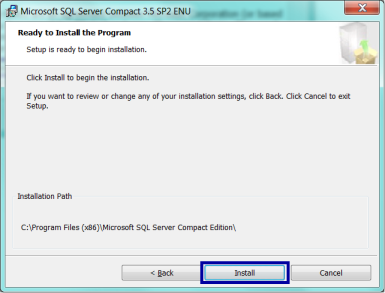 Microsoft SQL Server Compact 3.5 SP2 ENU
Ready to Install the Program
Setup is ready to begin installation.
Click Install to begin the installation.
If you want to review or change any of your installation settings, click Back. Click Cancel to exit
Setup.
Installation Path
C:\Program Files (x86)\Microsoft SQL Server Compact Edition\
< Back
Install
Cancel